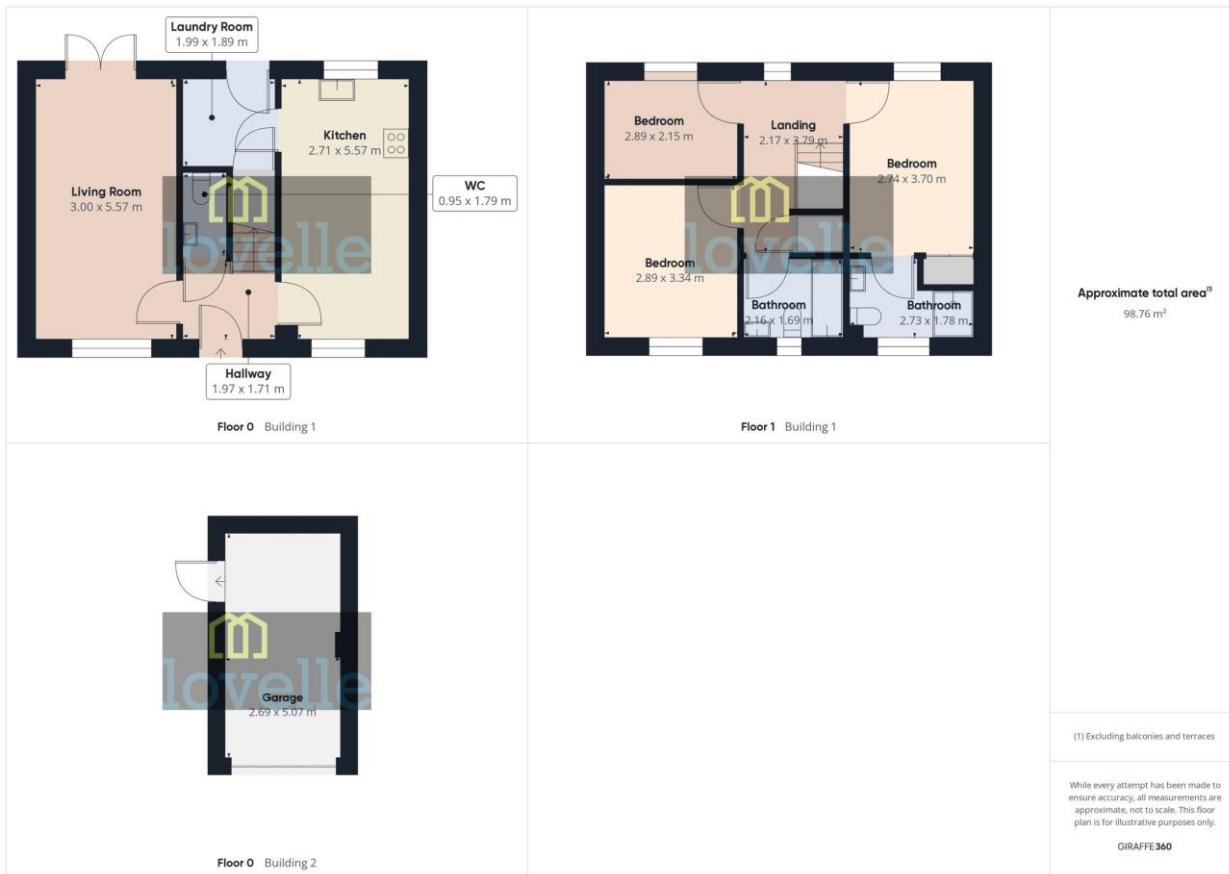 Laundry Room
1.99 x 1.89 m
Living Room
3.00 x 5.57 m
Kitchen
2.71 x 5.57 m
WC
0.95 x 1.79 m
lovelle
Hallway
1.97 x 1.71 m
Floor 0 Building 1
Bedroom
2.89 x 2.15 m
Landing
2.17 x 3.79 m
Bedroom
2.74 x 3.70 m
lovelle
Bedroom
2.89 x 3.34 m
Bathroom
2.16 x 1.69 m
Bathroom
2.73 x 1.78 m
Floor 1 Building 1
lovelle
Garage
2.69 x 5.07 m
Floor 0 Building 2
Approximate total area(1)
98.76 m²
(1) Excluding balconies and terraces
While every attempt has been made to
ensure accuracy, all measurements are
approximate, not to scale. This floor
plan is for illustrative purposes only.
GIRAFFE360